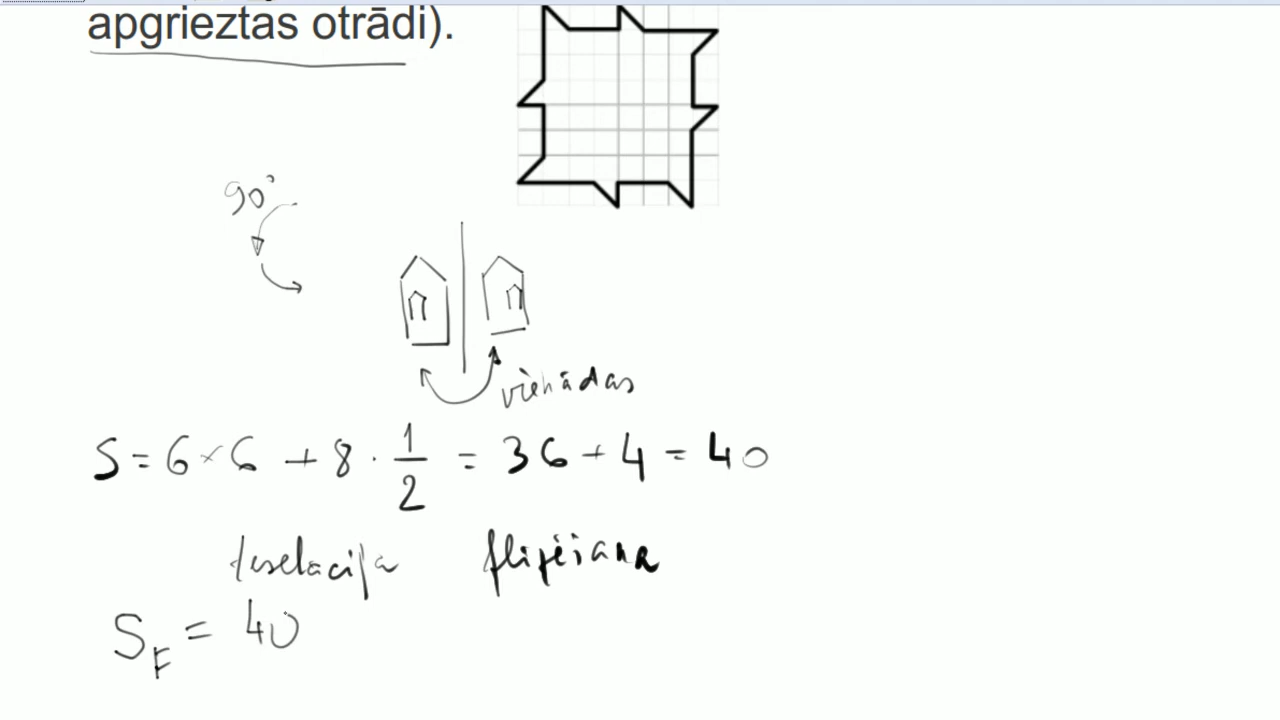 apgrieztas otrādi).
90°
vienādas
S = 6 × 6 + 8 · 1/2 = 36 + 4 = 40
teselācija flipēšana
S_F = 40